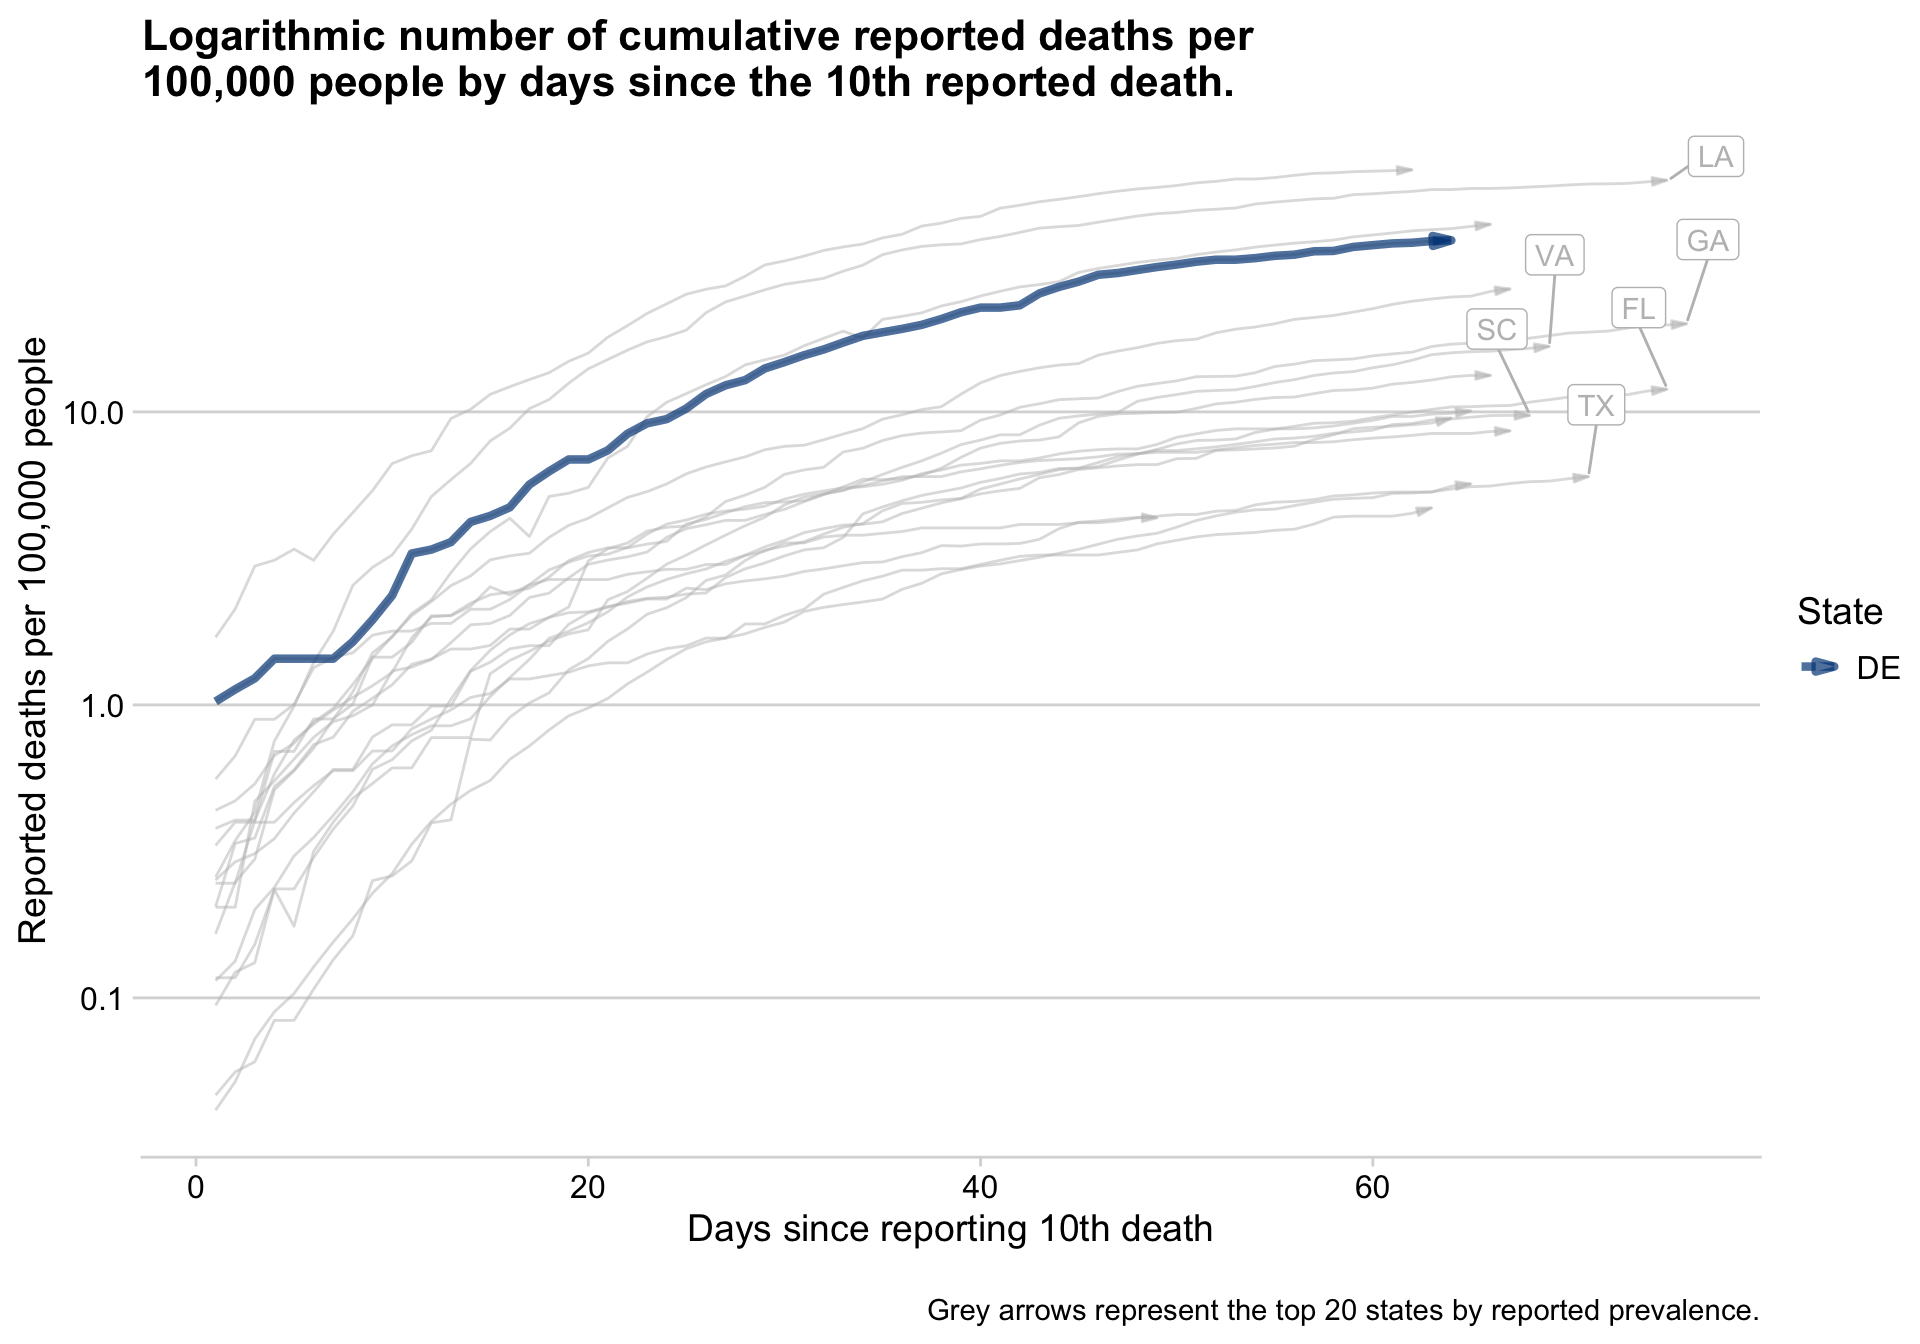 Logarithmic number of cumulative reported deaths per
100,000 people by days since the 10th reported death.
LA
GA
VA
FL
SC
TX
10.0
1.0
0.1
Reported deaths per 100,000 people
0
20
40
60
Days since reporting 10th death
State
DE
Grey arrows represent the top 20 states by reported prevalence.